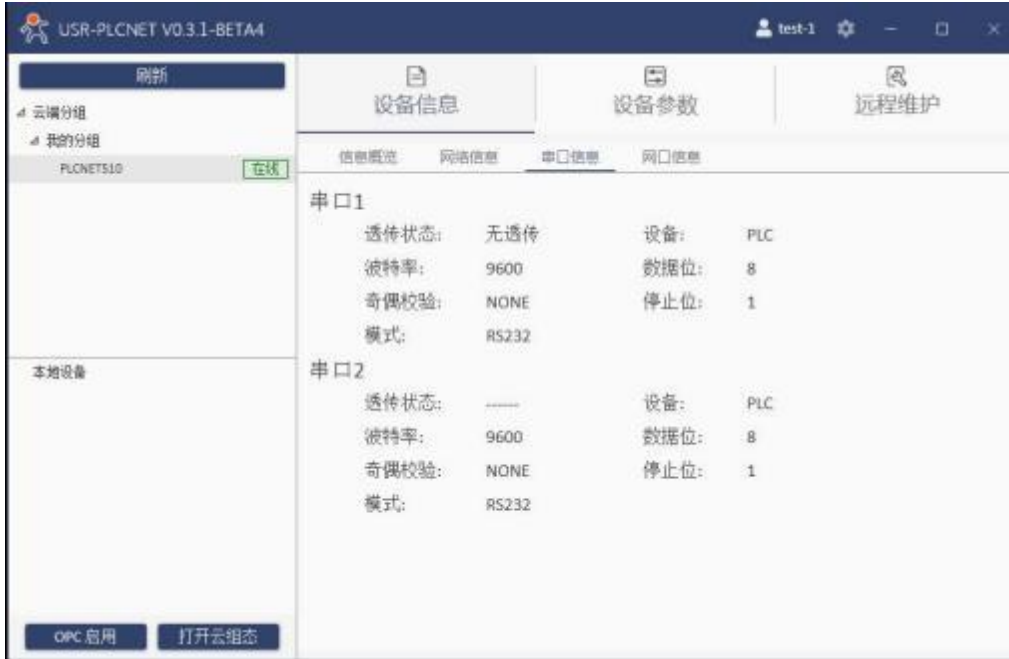 USR-PLCNET V0.3.1-BETA4
test-1
刷新
云端分组
我的分组
PLCNET510 在线
本地设备
OPC 启用 打开云组态
设备信息 设备参数 远程维护
信息概览 网络信息 串口信息 网口信息
串口1
透传状态: 无透传 设备: PLC
波特率: 9600 数据位: 8
奇偶校验: NONE 停止位: 1
模式: RS232
串口2
透传状态: ------ 设备: PLC
波特率: 9600 数据位: 8
奇偶校验: NONE 停止位: 1
模式: RS232